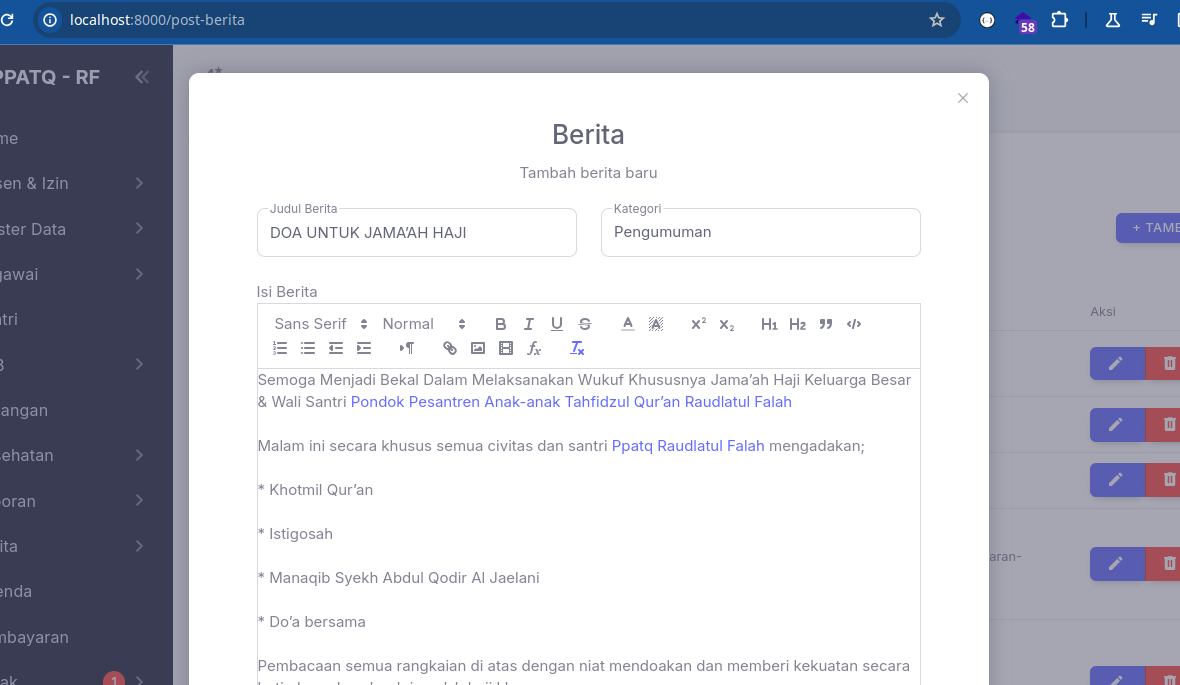 localhost:8000/post-berita
58
PPATQ - RF
Berita
Tambah berita baru
Judul Berita
DOA UNTUK JAMA'AH HAJI
Kategori
Pengumuman
Isi Berita
Sans Serif
Normal
Semoga Menjadi Bekal Dalam Melaksanakan Wukuf Khususnya Jama'ah Haji Keluarga Besar
& Wali Santri Pondok Pesantren Anak-anak Tahfidzul Qur'an Raudlatul Falah
Malam ini secara khusus semua civitas dan santri Ppatq Raudlatul Falah mengadakan;
* Khotmil Qur'an
* Istigosah
* Manaqib Syekh Abdul Qodir Al Jaelani
* Do'a bersama
Pembacaan semua rangkaian di atas dengan niat mendoakan dan memberi kekuatan secara
me
sen & Izin
ster Data
gawai
tri
B
angan
sehatan
oran
ita
enda
mbayaran
ak
1
+ TAMB
Aksi
aran-